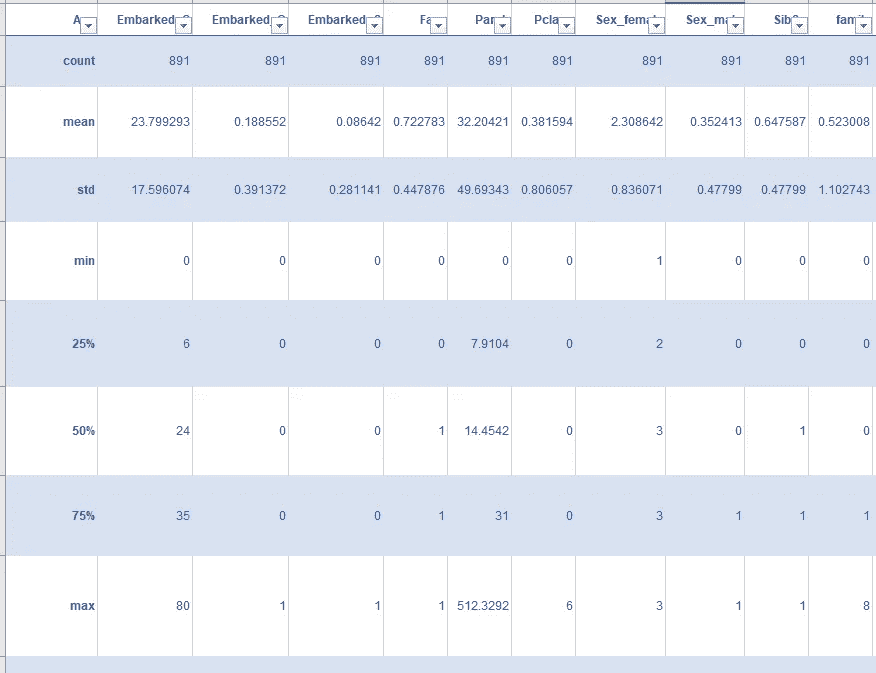 A Embarked_ Embarked_ Embarked_ Fa Par Pcla Sex_femal Sex_ma Sib fami
count 891 891 891 891 891 891 891 891 891 891
mean 23.799293 0.188552 0.08642 0.722783 32.20421 0.381594 2.308642 0.352413 0.647587 0.523008
std 17.596074 0.391372 0.281141 0.447876 49.69343 0.806057 0.836071 0.47799 0.47799 1.102743
min 0 0 0 0 0 0 1 0 0 0
25% 6 0 0 0 7.9104 0 2 0 0 0
50% 24 0 0 1 14.4542 0 3 0 1 0
75% 35 0 0 1 31 0 3 1 1 1
max 80 1 1 1 512.3292 6 3 1 1 8